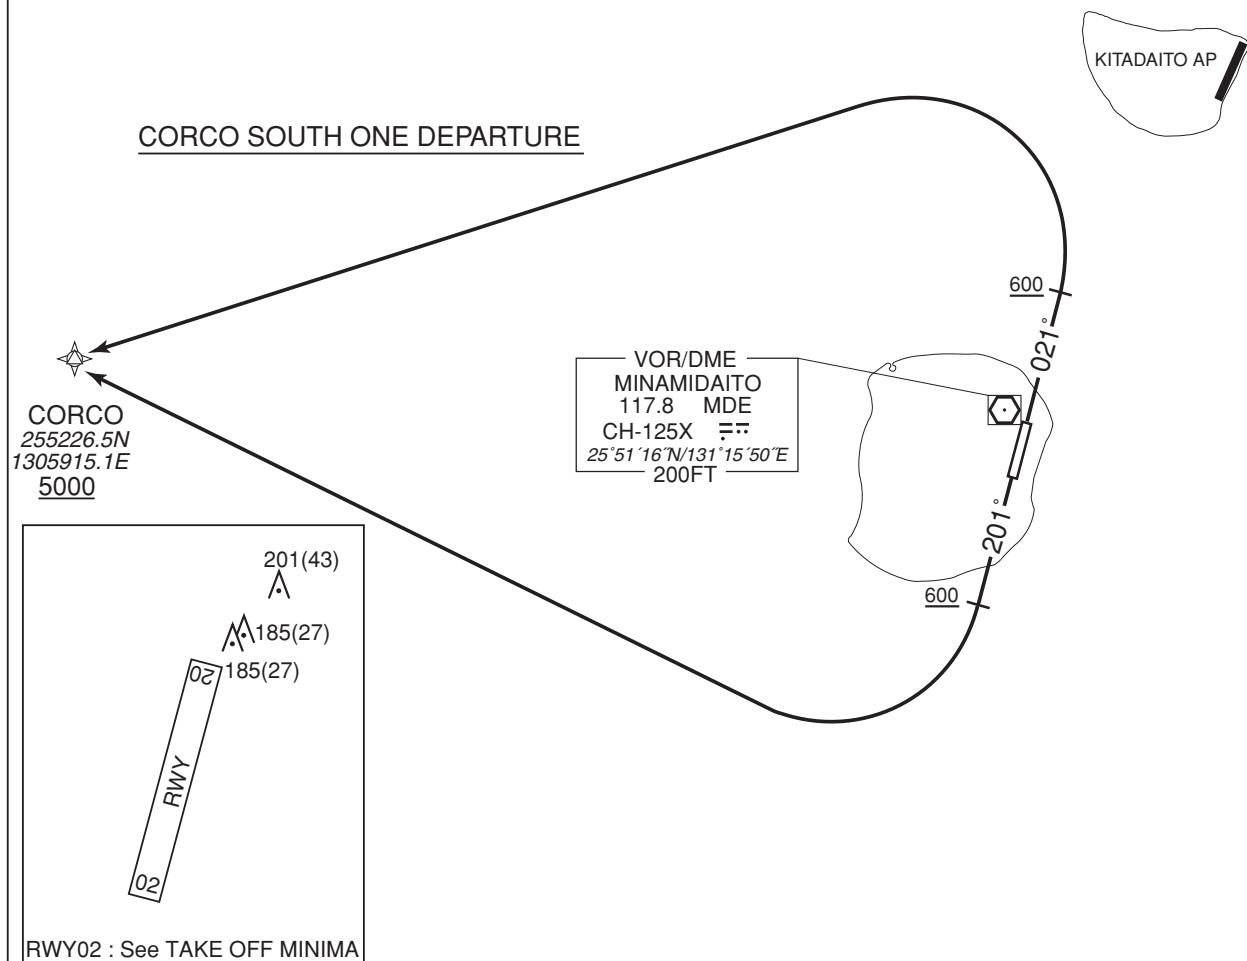 KITADAITO AP
CORCO SOUTH ONE DEPARTURE
600
021°
VOR/DME
MINAMIDAITO
117.8 MDE
CH-125X
25°51´16˝N/131°15´50˝E
200FT
CORCO
255226.5N
1305915.1E
5000
201°
600
201(43)
185(27)
185(27)
20
RWY
02
RWY02 : See TAKE OFF MINIMA